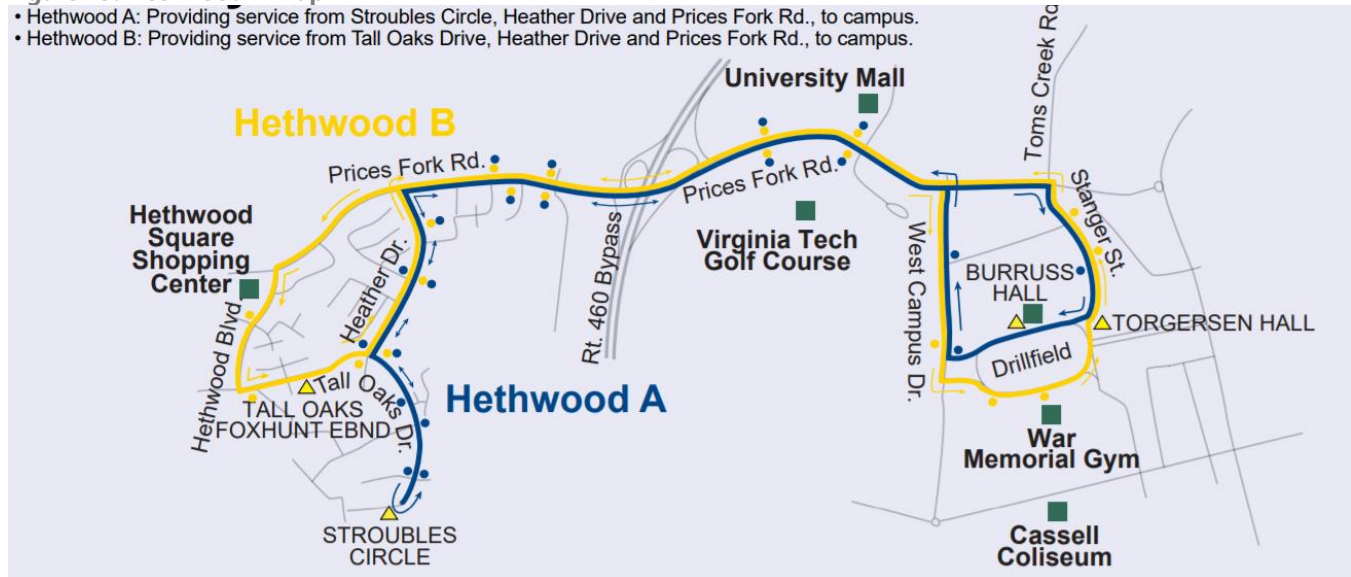 • Hethwood A: Providing service from Stroubles Circle, Heather Drive and Prices Fork Rd., to campus.
• Hethwood B: Providing service from Tall Oaks Drive, Heather Drive and Prices Fork Rd., to campus.
University Mall
Toms Creek Rd
Hethwood B
Prices Fork Rd.
Prices Fork Rd.
Stanger St.
Hethwood
Square
Shopping
Center
Virginia Tech
Golf Course
West Campus Dr.
BURRUSS
HALL
Heather Dr.
Rt. 460 Bypass
TORGERSEN HALL
Hethwood Blvd.
Drillfield
Tall Oaks Dr.
Hethwood A
TALL OAKS
FOXHUNT EBND
War
Memorial Gym
STROUBLES
CIRCLE
Cassell
Coliseum